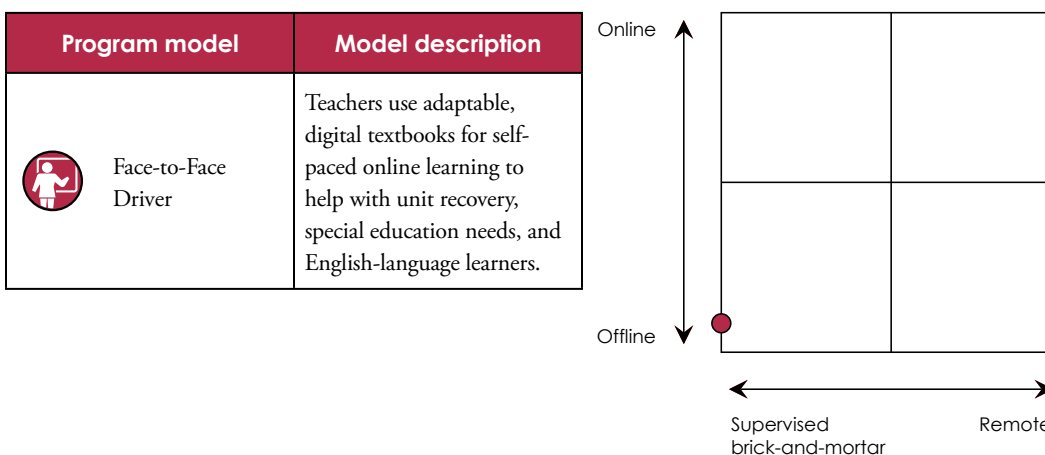 Program model
Model description
Face-to-Face
Driver
Teachers use adaptable,
digital textbooks for self-
paced online learning to
help with unit recovery,
special education needs, and
English-language learners.
Online
Offline
Supervised
brick-and-mortar
Remote